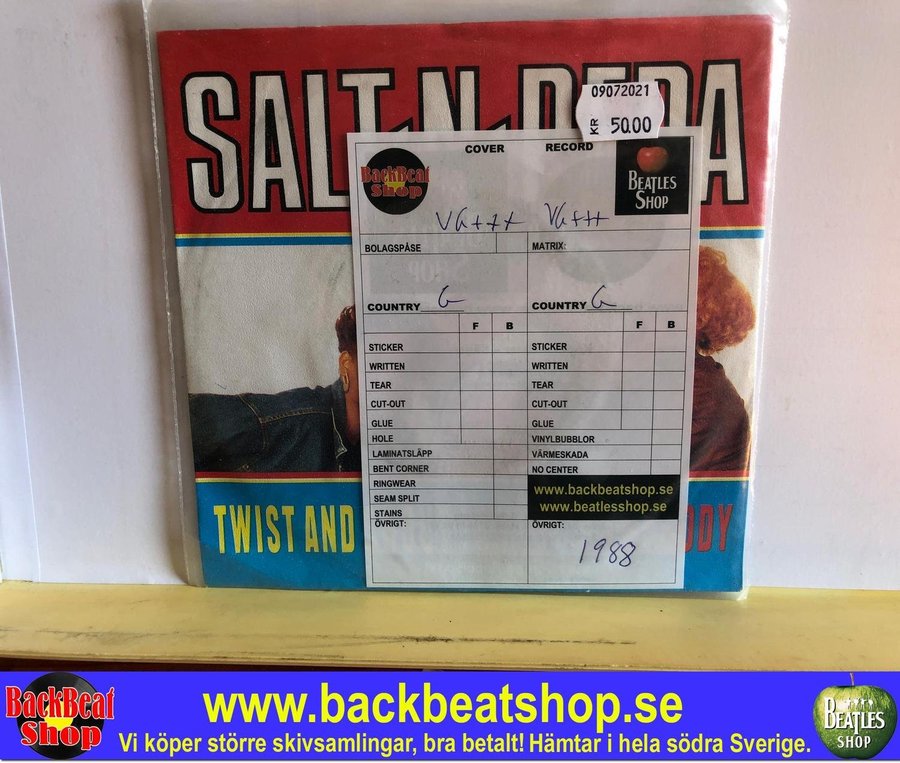 SALT-N-PEPA
09072021
KR 50.00
BackBeat Shop
COVER RECORD
BEATLES SHOP
VG+++ VG+++
BOLAGSPÅSE MATRIX:
COUNTRY G COUNTRY G
F B F B
STICKER STICKER
WRITTEN WRITTEN
TEAR TEAR
CUT-OUT CUT-OUT
GLUE GLUE
HOLE VINYLBUBBLOR
LAMINATSLÄPP VÄRMESKADA
BENT CORNER NO CENTER
RINGWEAR
SEAM SPLIT
STAINS
www.backbeatshop.se
www.beatlesshop.se
ÖVRIGT: ÖVRIGT:
1988
TWIST AND
ODY
BackBeat Shop
www.backbeatshop.se
Vi köper större skivsamlingar, bra betalt! Hämtar i hela södra Sverige.
BEATLES SHOP